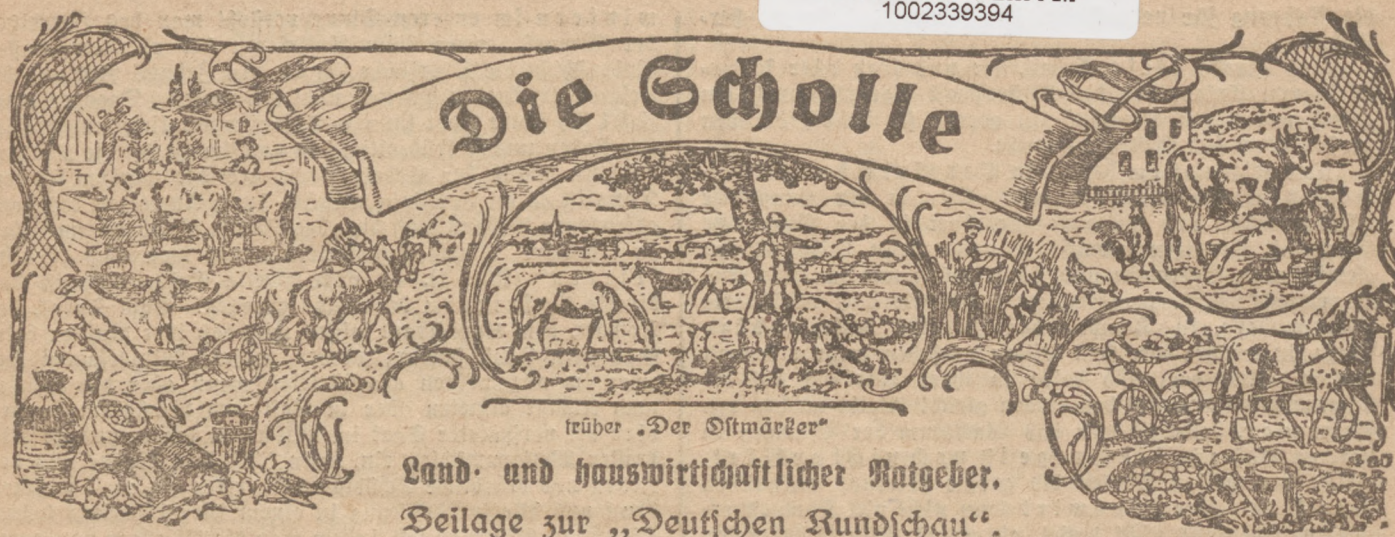 1002339394
Die Scholle
früher „Der Ostmärker“
Land- und hauswirtschaftlicher Ratgeber.
Beilage zur „Deutschen Rundschau“.